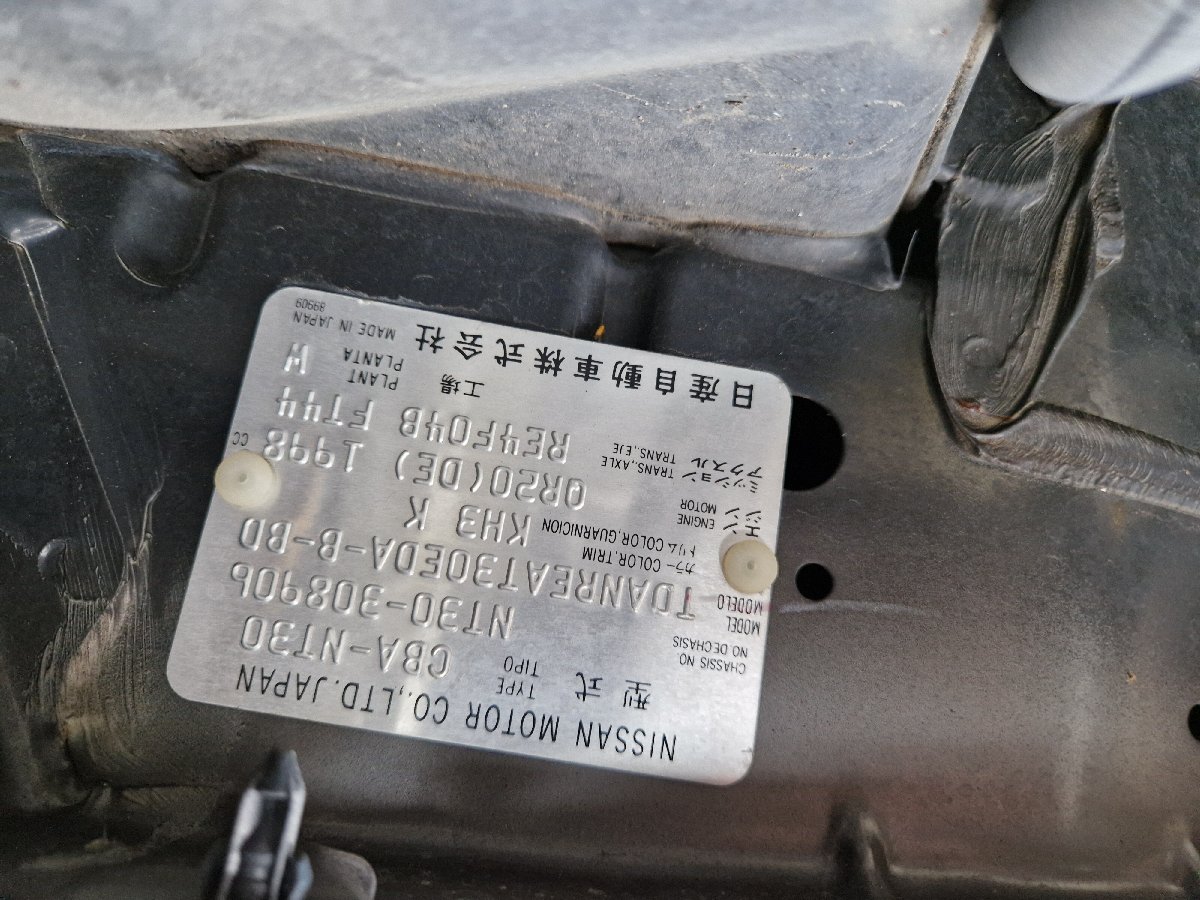 日産自動車株式会社 MADE IN JAPAN 89909
NISSAN MOTOR CO.,LTD.JAPAN
型式 TYPE TIPO CBA-NT30
CHASSIS NO. NO. DE CHASIS NT30-308906
MODEL MODELO TDANREAT30EDA-B-BD
カラー COLOR,TRIM トリム COLOR,GUARNICION KH3 K
エンジン ENGINE MOTOR QR20(DE) 1998 CC
ミッション TRANS.,AXLE アクスル TRANS.,EJE RE4F04B FT44
工場 PLANT PLANTA W